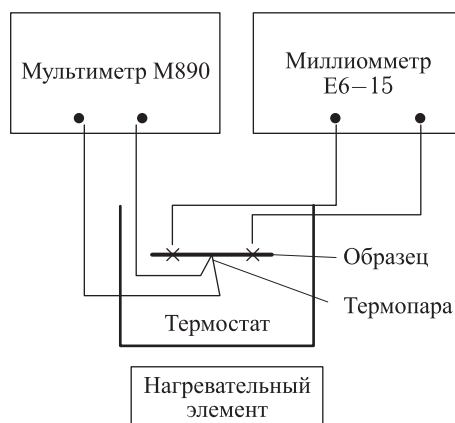 Мультиметр М890
Миллиомметр
Е6–15
Образец
Термопара
Термостат
Нагревательный
элемент